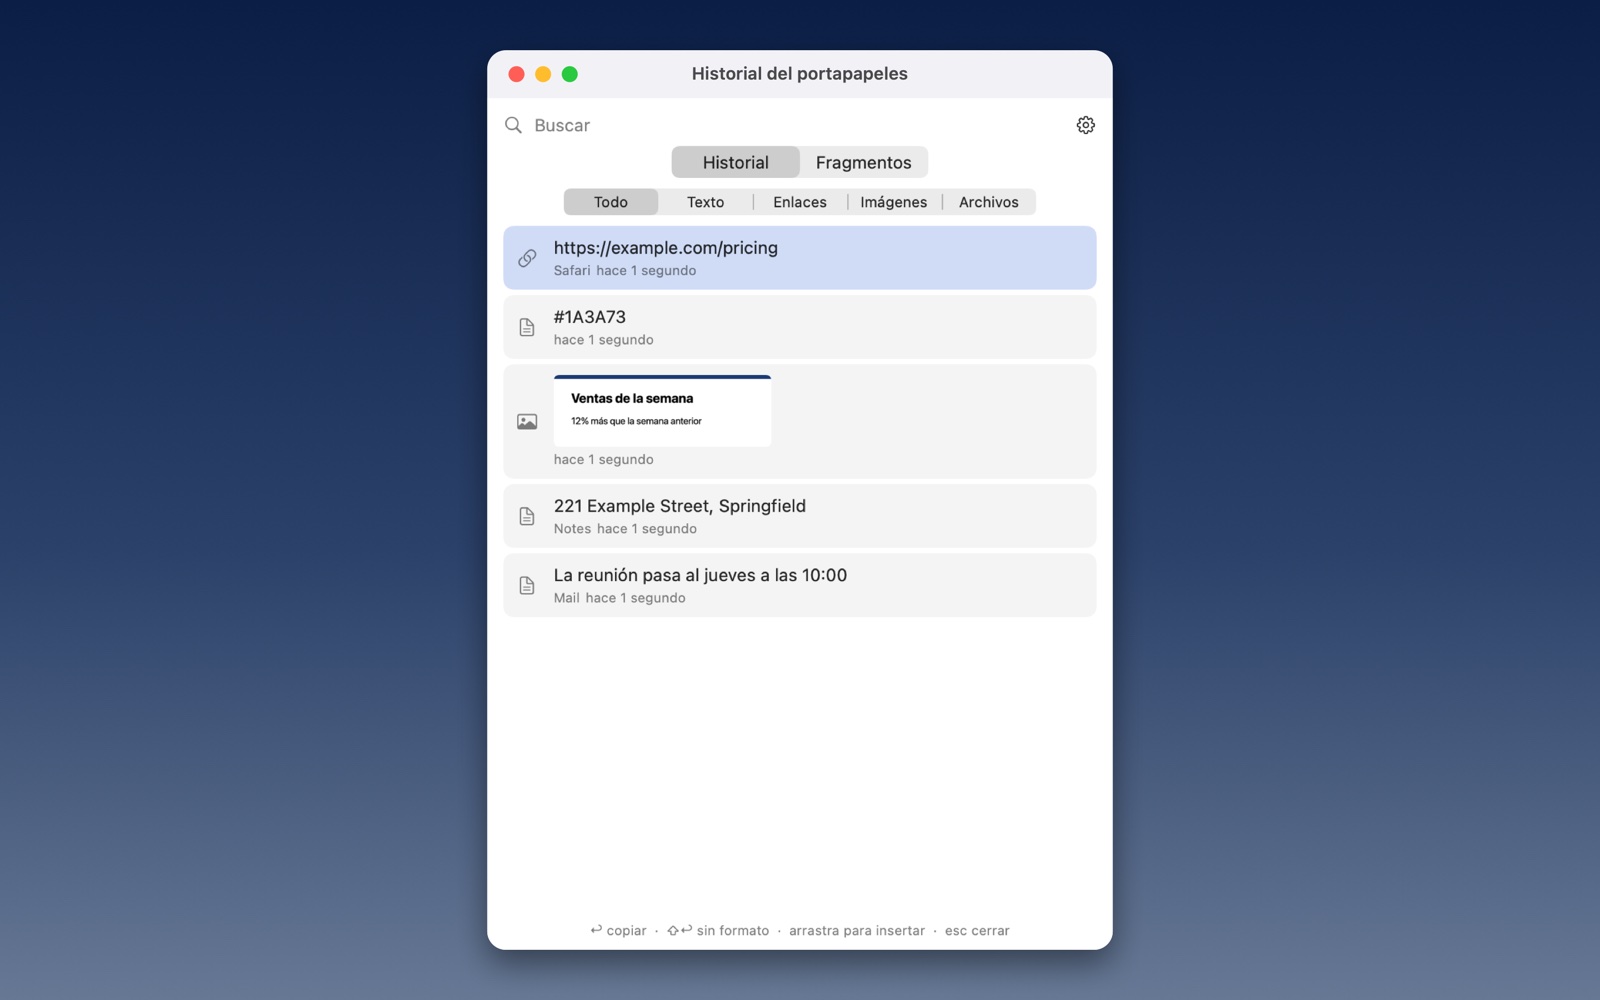 Historial del portapapeles
Buscar
Historial
Fragmentos
Todo
Texto
Enlaces
Imágenes
Archivos
https://example.com/pricing
Safari hace 1 segundo
#1A3A73
hace 1 segundo
Ventas de la semana
12% más que la semana anterior
hace 1 segundo
221 Example Street, Springfield
Notes hace 1 segundo
La reunión pasa al jueves a las 10:00
Mail hace 1 segundo
↩ copiar · ⇧↩ sin formato · arrastra para insertar · esc cerrar